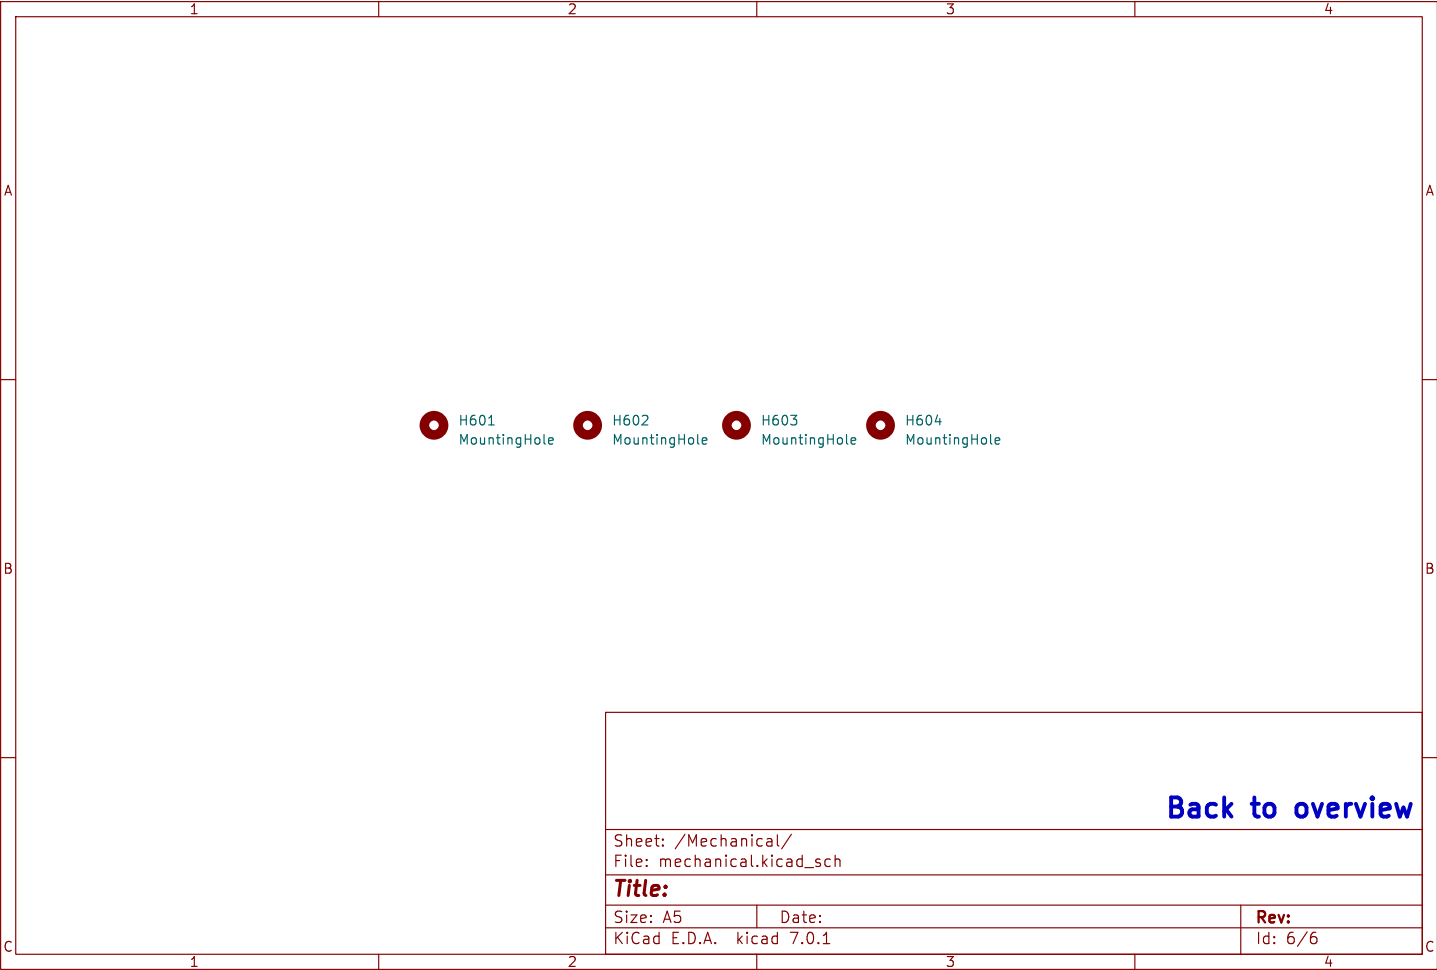 1 2 3 4
A A
H601 H602 H603 H604
MountingHole MountingHole MountingHole MountingHole
B B
Back to overview
Sheet: /Mechanical/
File: mechanical.kicad_sch
Title:
Size: A5 Date: Rev:
KiCad E.D.A. kicad 7.0.1 Id: 6/6
C C
1 2 3 4